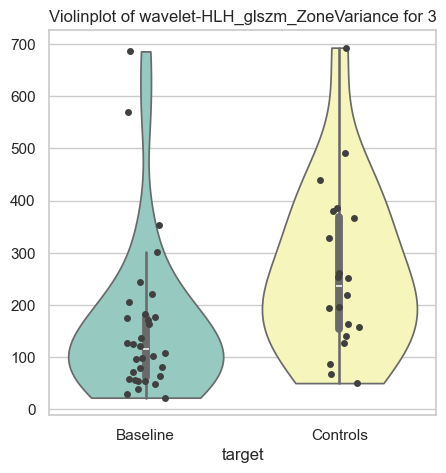 Violinplot of wavelet-HLH_glszm_ZoneVariance for 3
700
600
500
400
300
200
100
0
Baseline
Controls
target